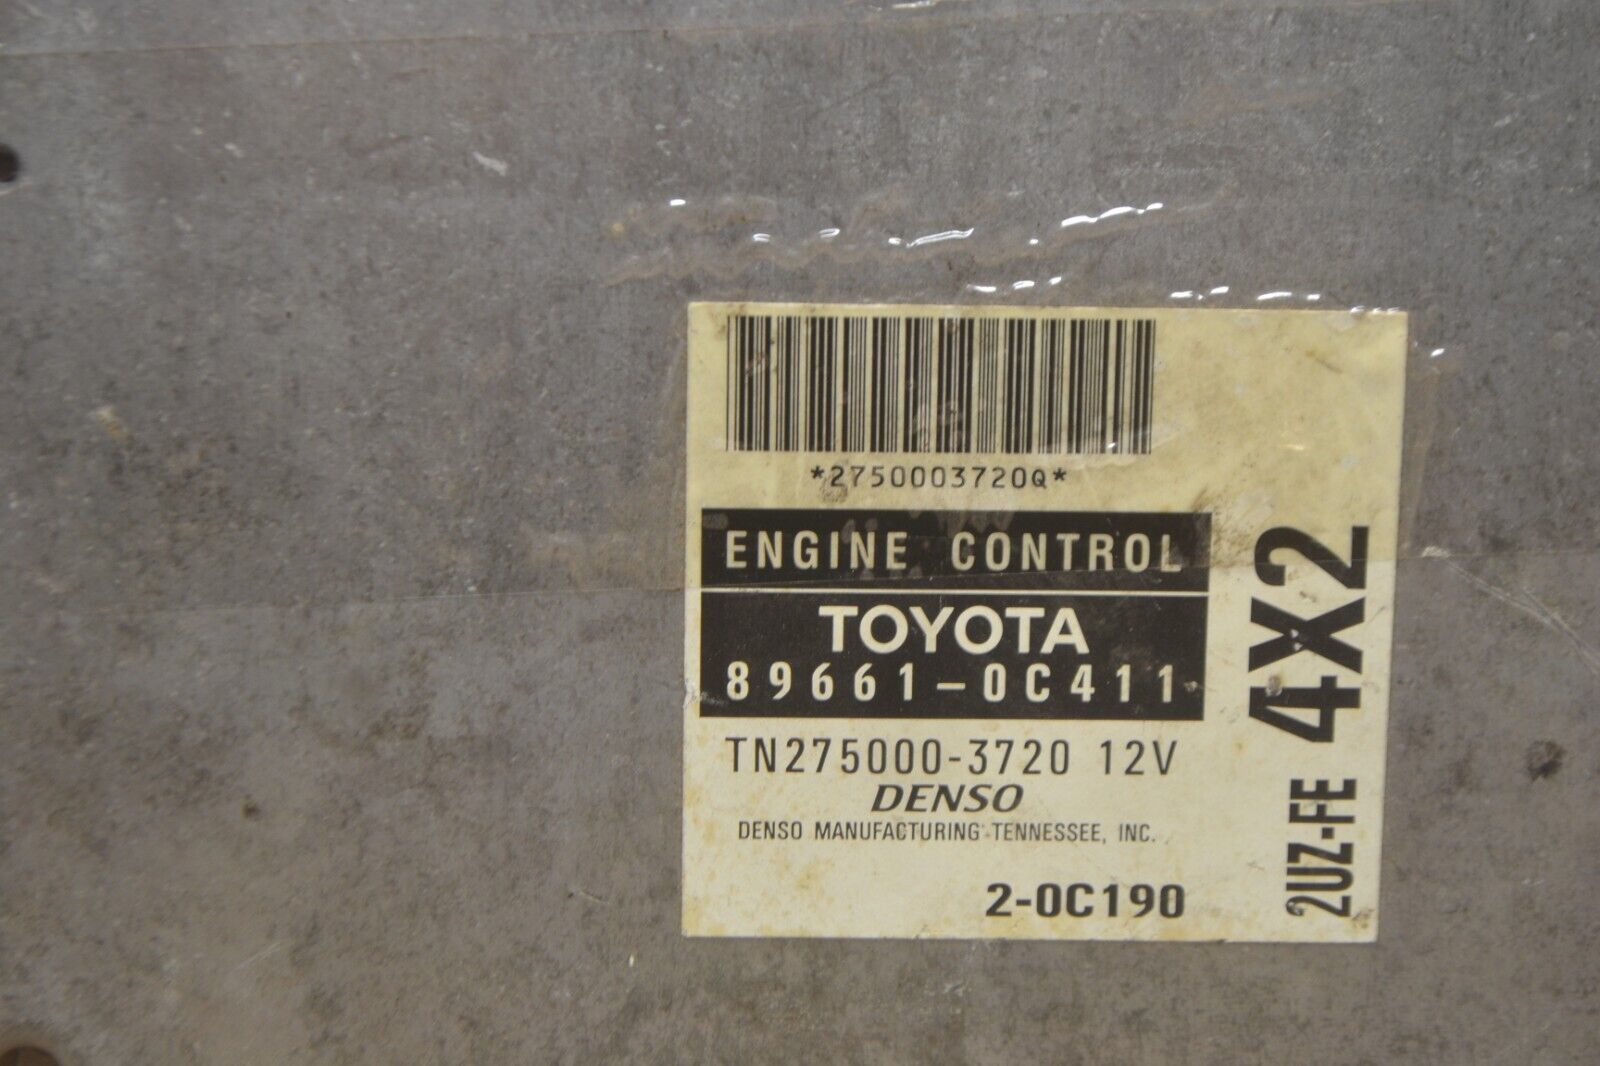 *2750003720Q*
ENGINE CONTROL
TOYOTA
89661-0C411
TN275000-3720 12V
DENSO
DENSO MANUFACTURING TENNESSEE, INC.
2-0C190
2UZ-FE 4X2